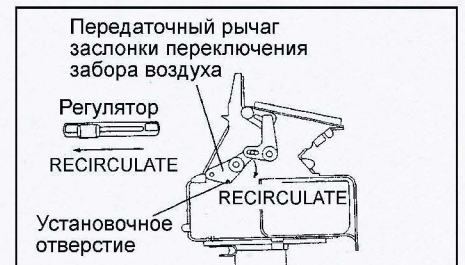 Передаточный рычаг
заслонки переключения
забора воздуха
Регулятор
RECIRCULATE
RECIRCULATE
Установочное
отверстие